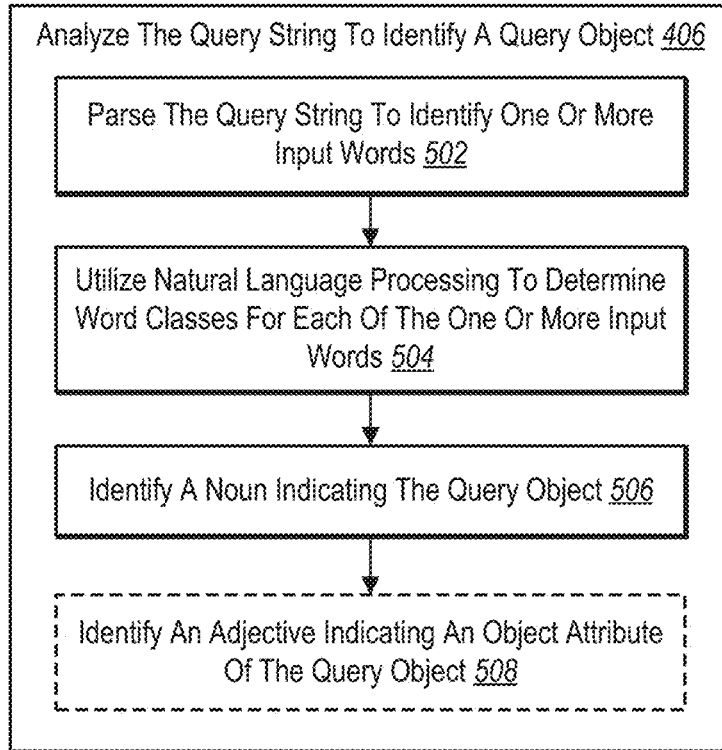 Analyze The Query String To Identify A Query Object 406
Parse The Query String To Identify One Or More
Input Words 502
Utilize Natural Language Processing To Determine
Word Classes For Each Of The One Or More Input
Words 504
Identify A Noun Indicating The Query Object 506
Identify An Adjective Indicating An Object Attribute
Of The Query Object 508